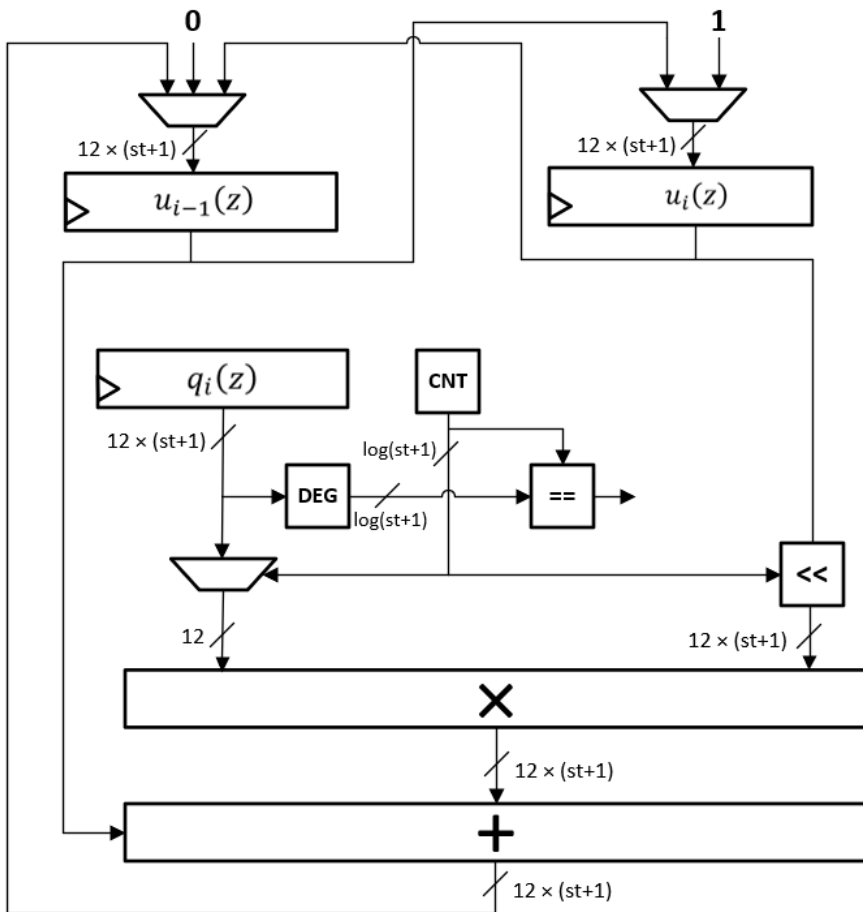 0
1
12 × (st+1)
12 × (st+1)
u_{i−1}(z)
u_i(z)
q_i(z)
CNT
12 × (st+1)
log(st+1)
DEG
==
log(st+1)
<<
12
12 × (st+1)
×
12 × (st+1)
+
12 × (st+1)